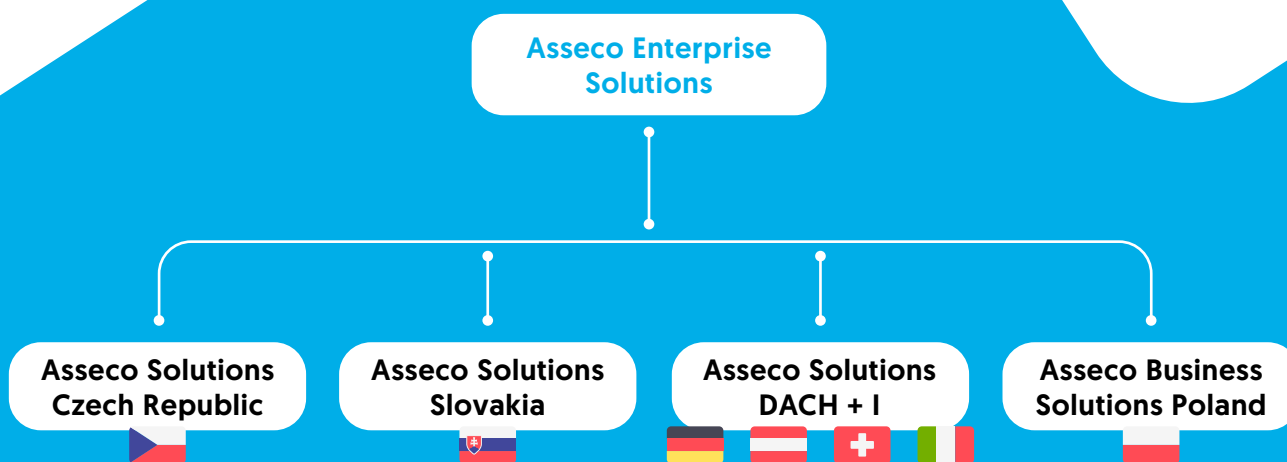 Asseco Enterprise
Solutions
Asseco Solutions
Czech Republic
Asseco Solutions
Slovakia
Asseco Solutions
DACH + I
Asseco Business
Solutions Poland